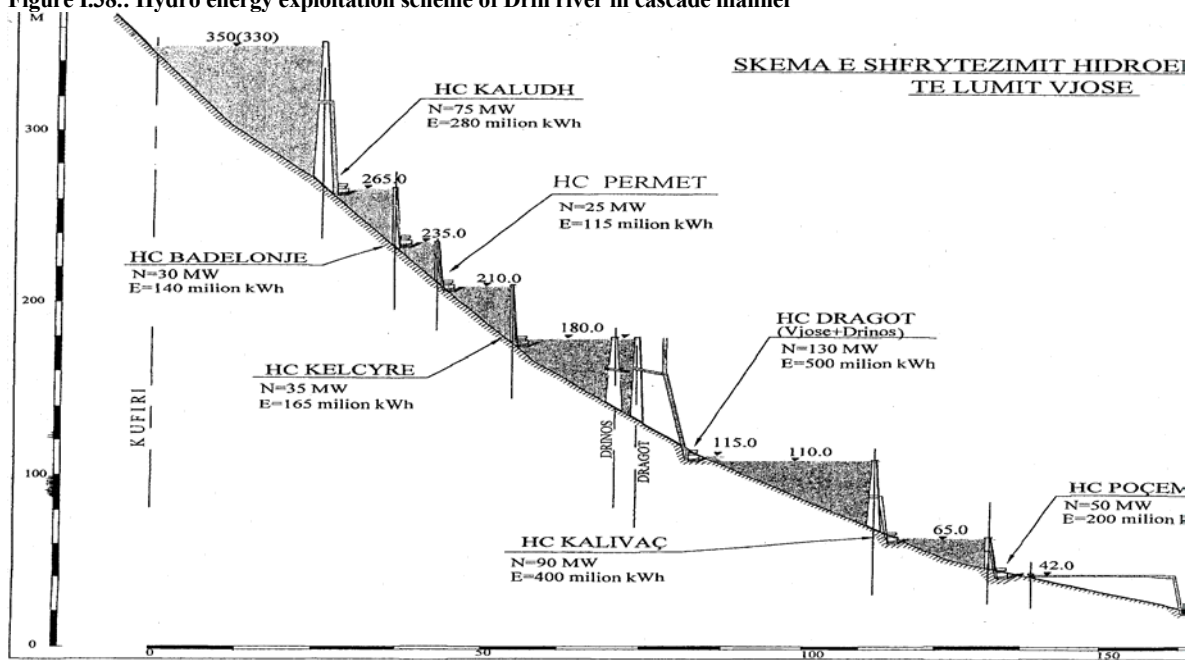 Figure 1.38.: Hydro energy exploitation scheme of Drin river in cascade manner
M
350(330)
SKEMA E SHFRYTEZIMIT HIDROE
TE LUMIT VJOSE
HC KALUDH
N=75 MW
E=280 milion kWh
300
265.0
HC PERMET
N=25 MW
E=115 milion kWh
235.0
HC BADELONJE
N=30 MW
E=140 milion kWh
210.0
200
HC DRAGOT
(Vjose+Drinos)
N=130 MW
E=500 milion kWh
180.0
HC KELCYRE
N=35 MW
E=165 milion kWh
KUFIRI
DRINOS
DRAGOT
115.0
110.0
100
HC POÇEM
N=50 MW
E=200 milion k
65.0
HC KALIVAÇ
N=90 MW
E=400 milion kWh
42.0
0
0
50
100
150